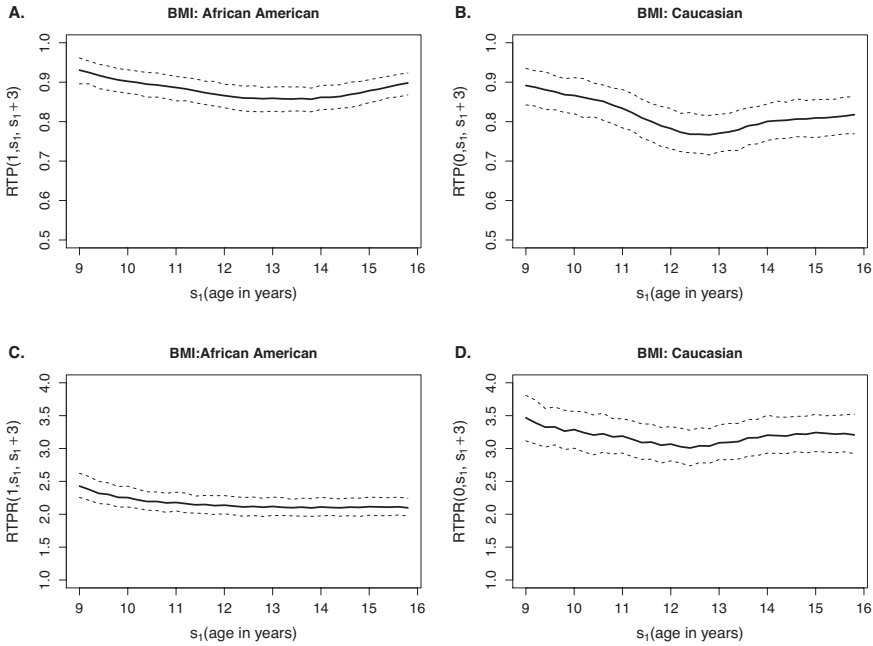 A. BMI: African American
RTP(1,s1, s1+3)
1.0
0.9
0.8
0.7
0.6
0.5
9 10 11 12 13 14 15 16
s1(age in years)
B. BMI: Caucasian
RTP(0,s1, s1+3)
1.0
0.9
0.8
0.7
0.6
0.5
9 10 11 12 13 14 15 16
s1(age in years)
C. BMI:African American
RTPR(1,s1, s1+3)
4.0
3.5
3.0
2.5
2.0
1.5
1.0
9 10 11 12 13 14 15 16
s1(age in years)
D. BMI: Caucasian
RTPR(0,s1, s1+3)
4.0
3.5
3.0
2.5
2.0
1.5
1.0
9 10 11 12 13 14 15 16
s1(age in years)